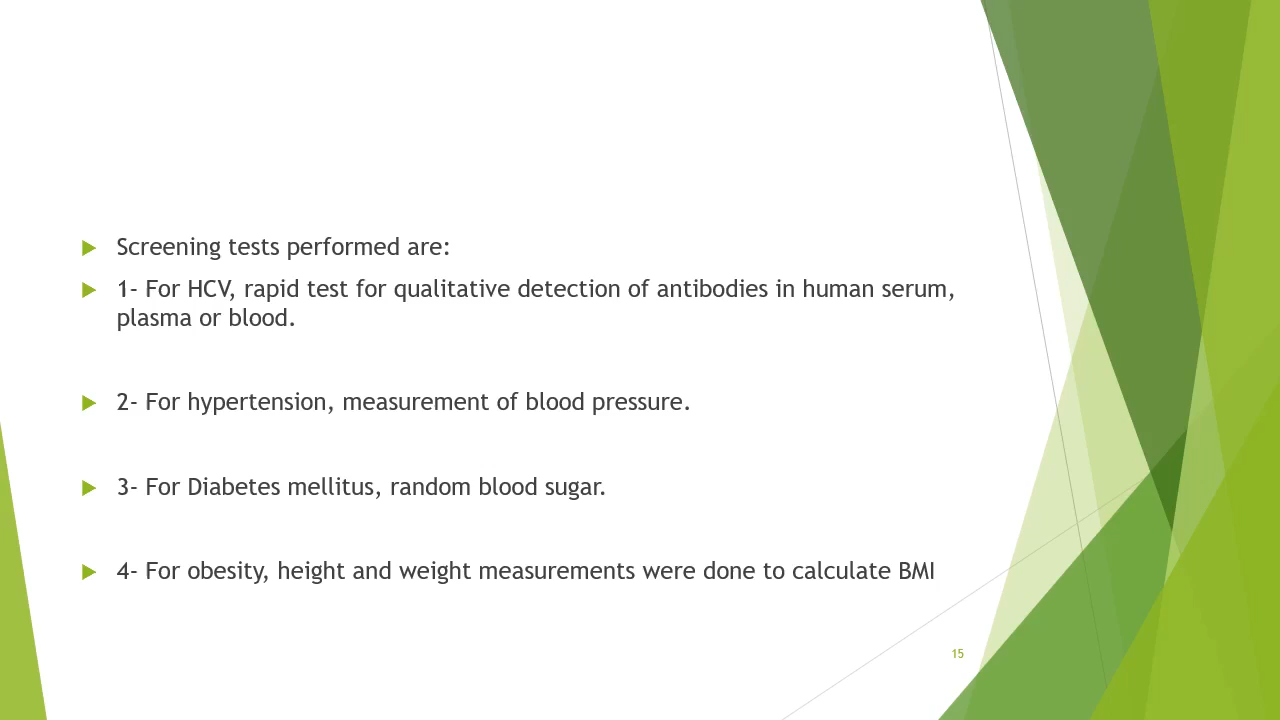 Screening tests performed are:
1- For HCV, rapid test for qualitative detection of antibodies in human serum,
plasma or blood.
2- For hypertension, measurement of blood pressure.
3- For Diabetes mellitus, random blood sugar.
4- For obesity, height and weight measurements were done to calculate BMI
15